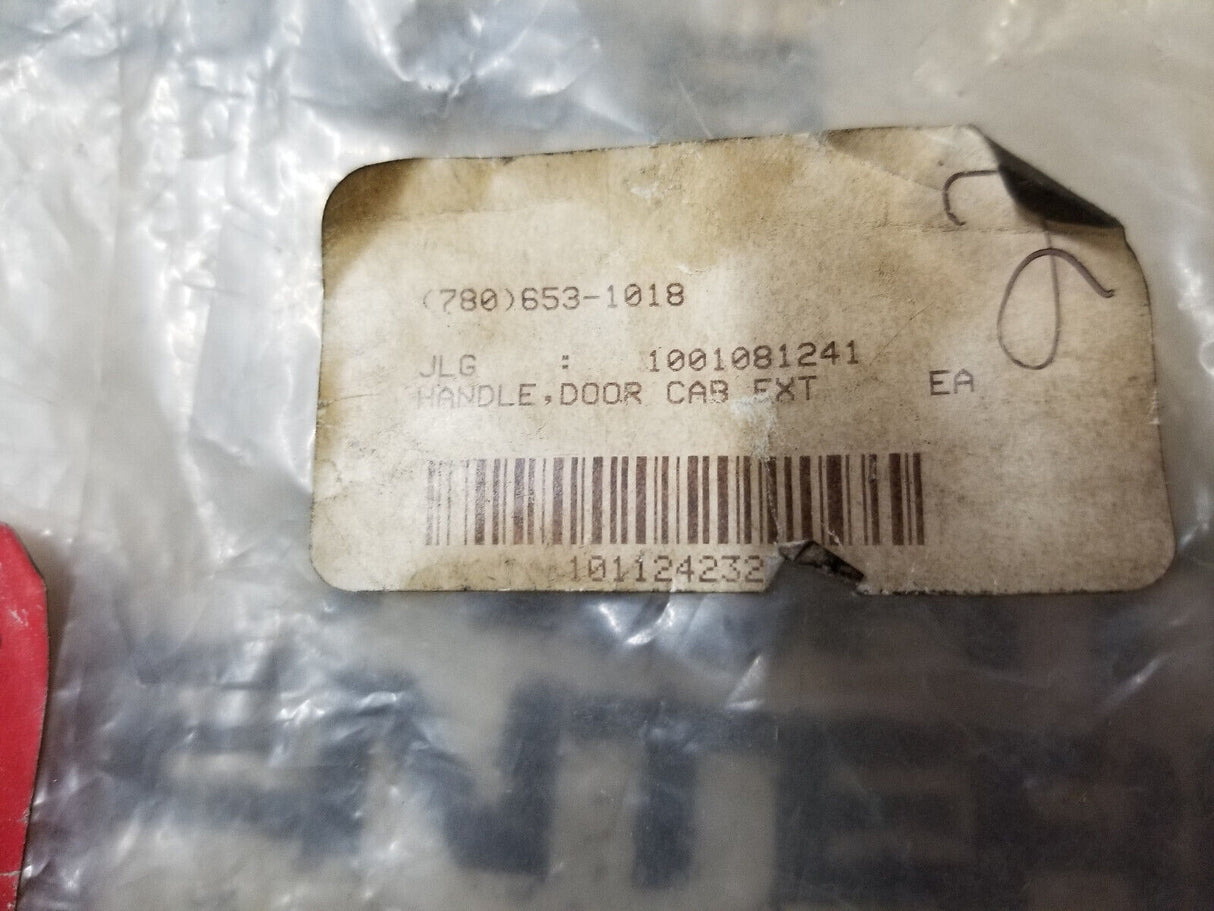 (780)653-1018
JLG : 1001081241
HANDLE,DOOR CAB EXT EA
101124232